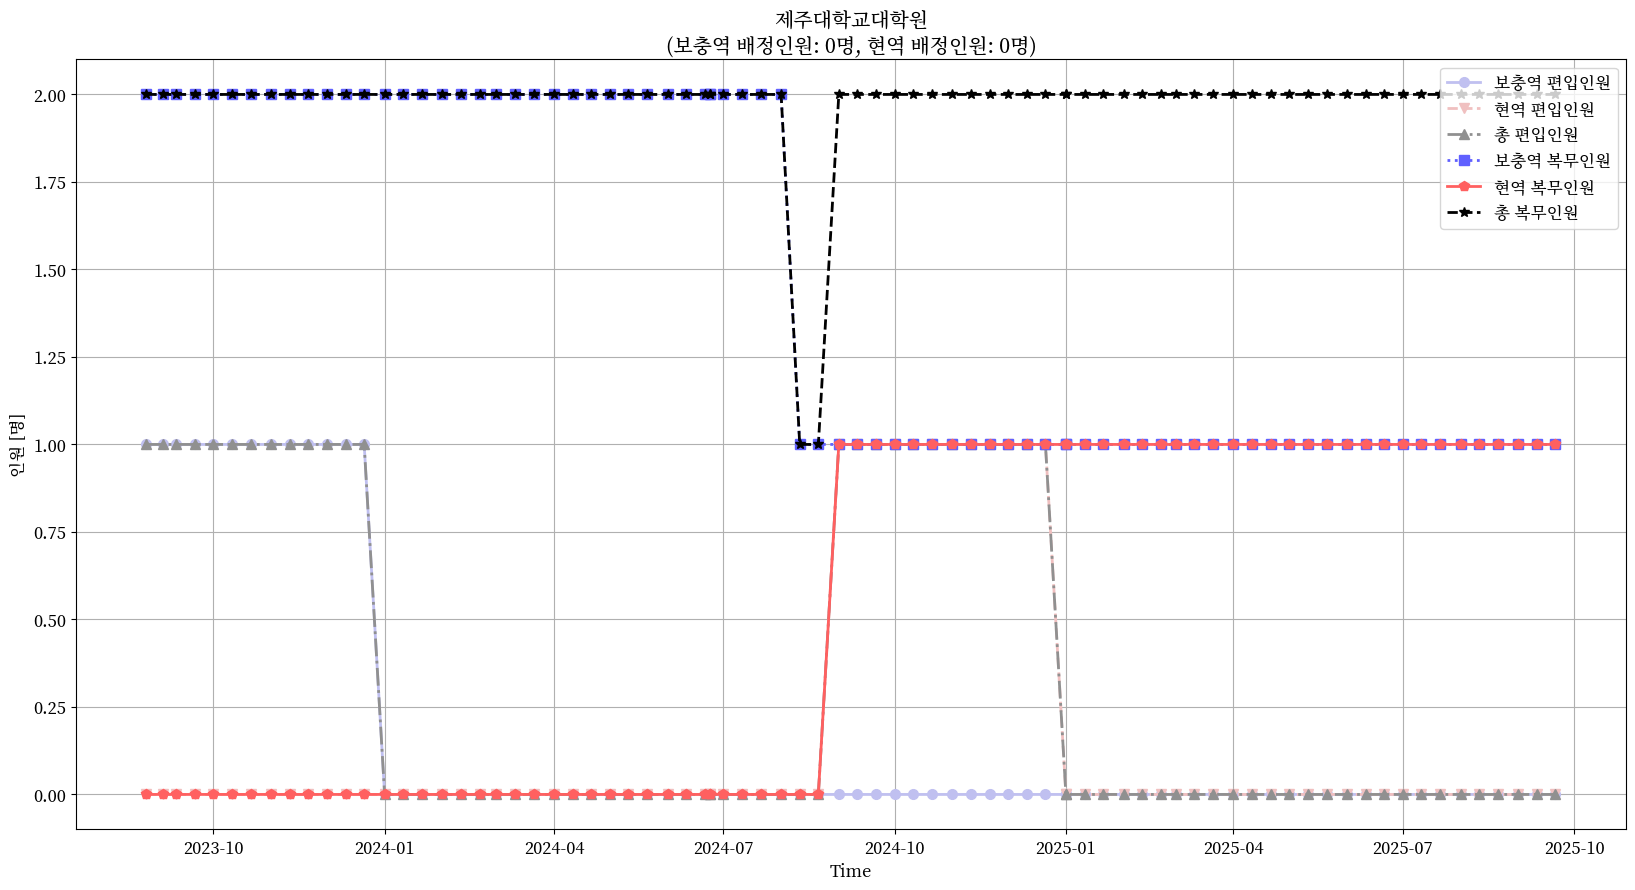 제주대학교대학원
(보충역 배정인원: 0명, 현역 배정인원: 0명)
보충역 편입인원
현역 편입인원
총 편입인원
보충역 복무인원
현역 복무인원
총 복무인원
인원 [명]
2.00
1.75
1.50
1.25
1.00
0.75
0.50
0.25
0.00
2023-10 2024-01 2024-04 2024-07 2024-10 2025-01 2025-04 2025-07 2025-10
Time